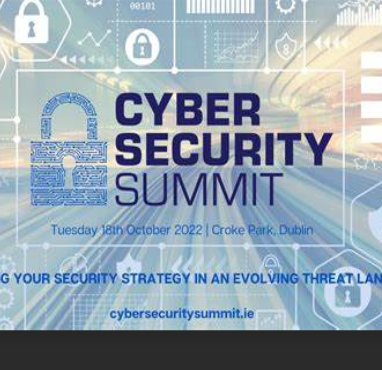 00101
CYBER
SECURITY
SUMMIT
Tuesday 18th October 2022 | Croke Park, Dublin
G YOUR SECURITY STRATEGY IN AN EVOLVING THREAT LAN
cybersecuritysummit.ie